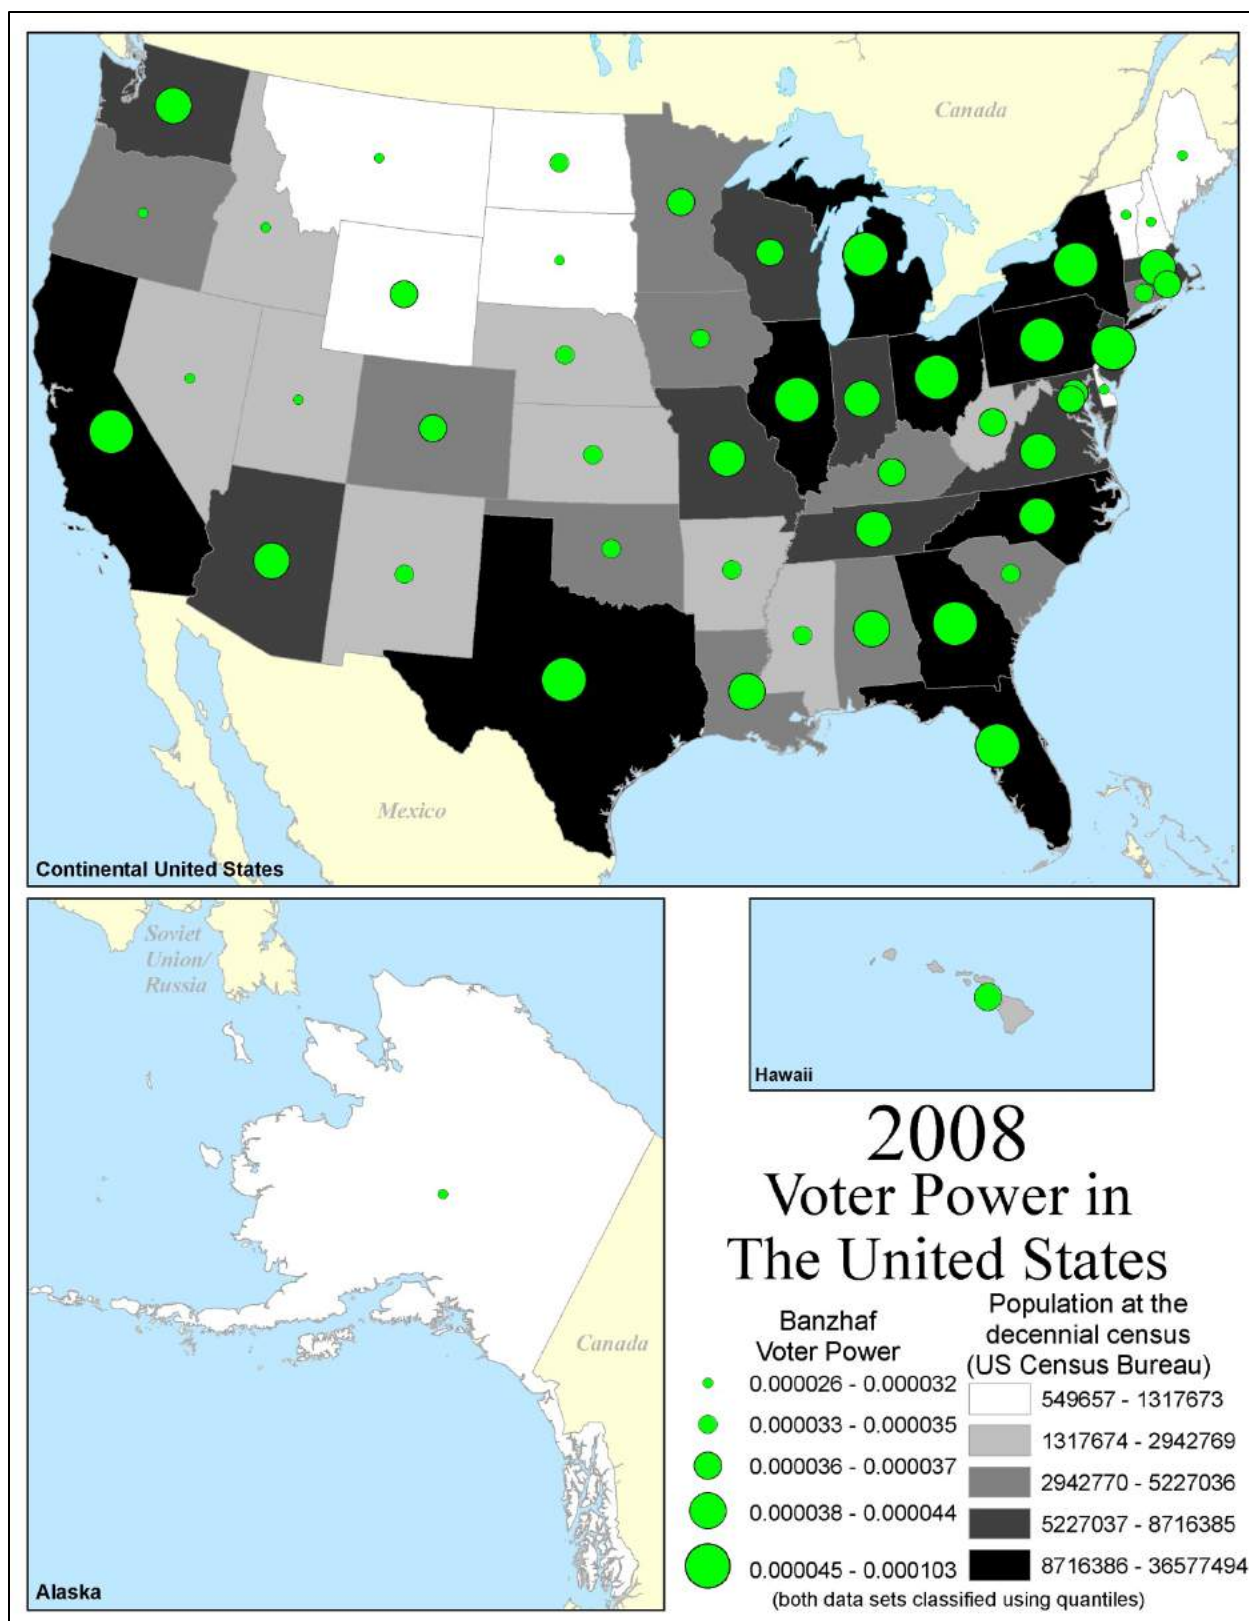 Canada
Mexico
Continental United States
Soviet
Union/
Russia
Canada
Alaska
Hawaii
2008
Voter Power in
The United States
Banzhaf
Voter Power
0.000026 - 0.000032
0.000033 - 0.000035
0.000036 - 0.000037
0.000038 - 0.000044
0.000045 - 0.000103
Population at the
decennial census
(US Census Bureau)
549657 - 1317673
1317674 - 2942769
2942770 - 5227036
5227037 - 8716385
8716386 - 36577494
(both data sets classified using quantiles)